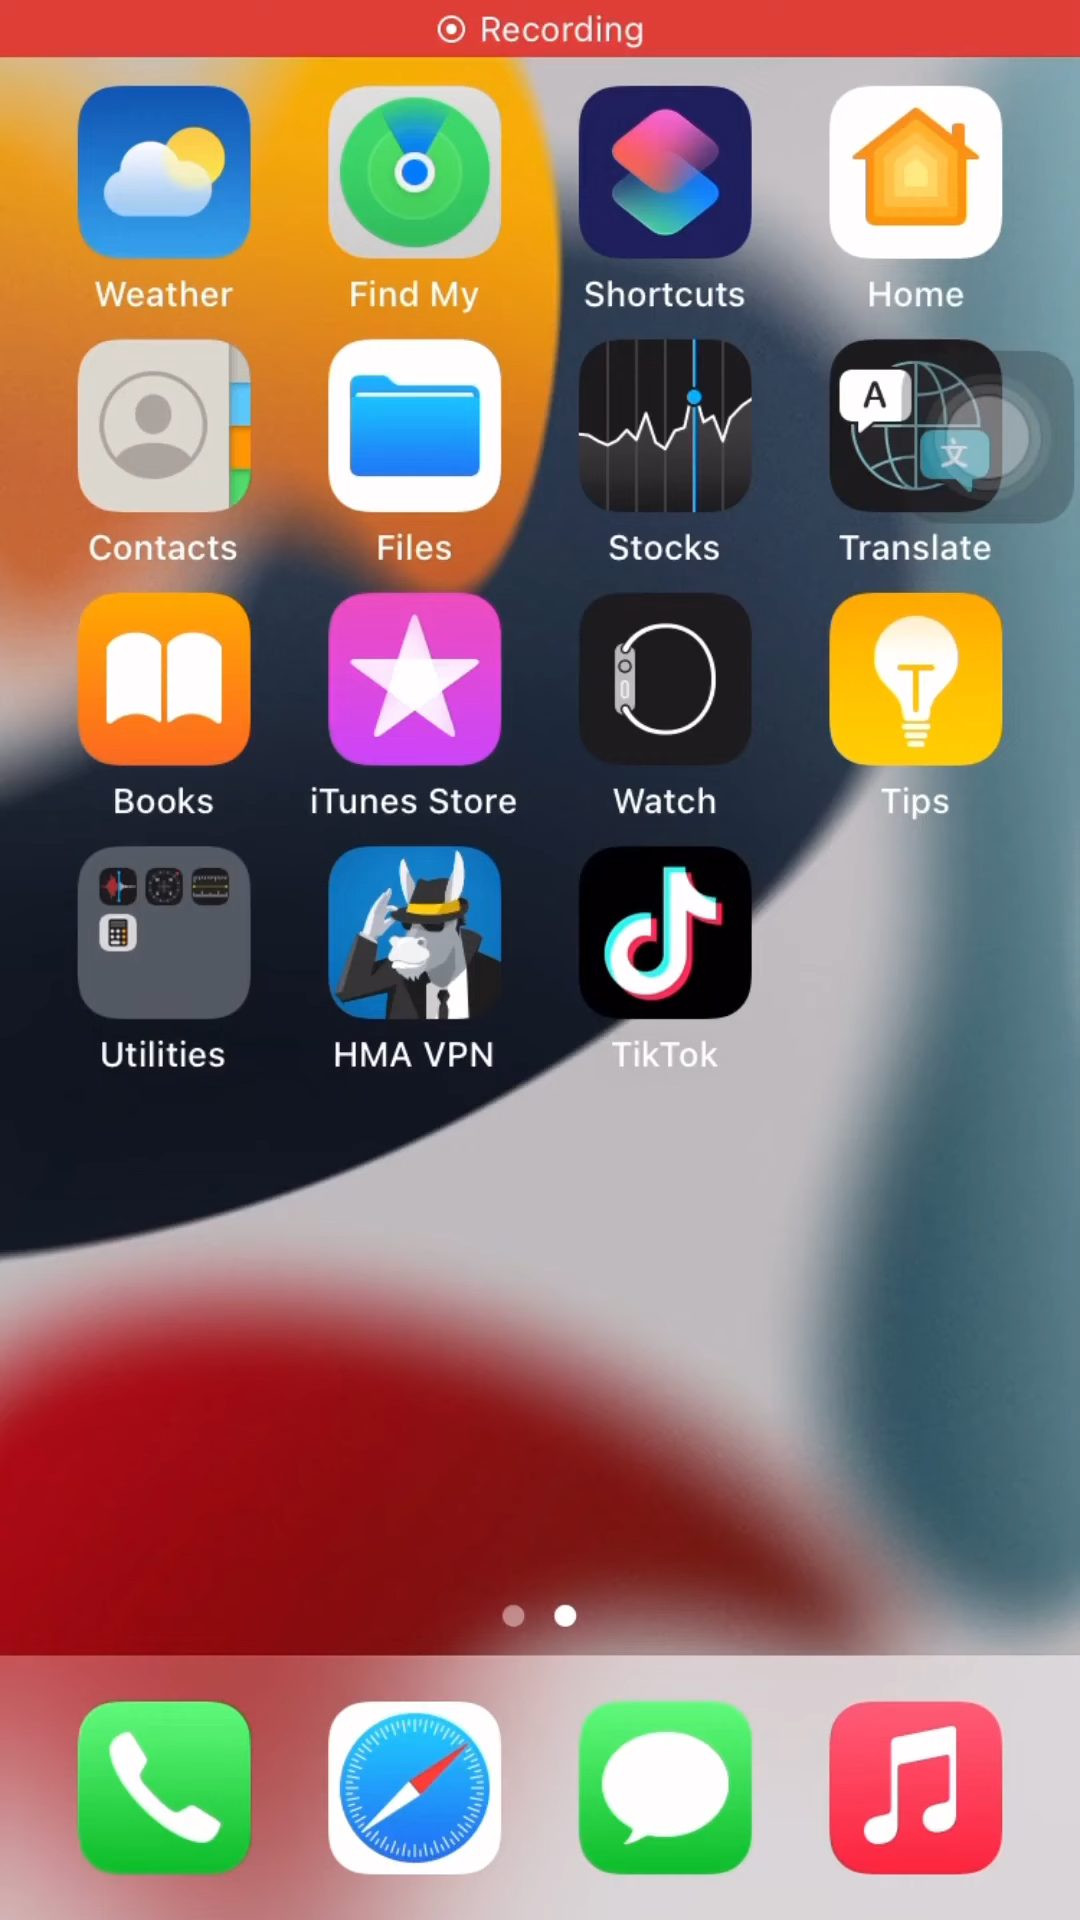 Recording
Weather Find My Shortcuts Home
A
文
Contacts Files Stocks Translate
Books iTunes Store Watch Tips
Utilities HMA VPN TikTok